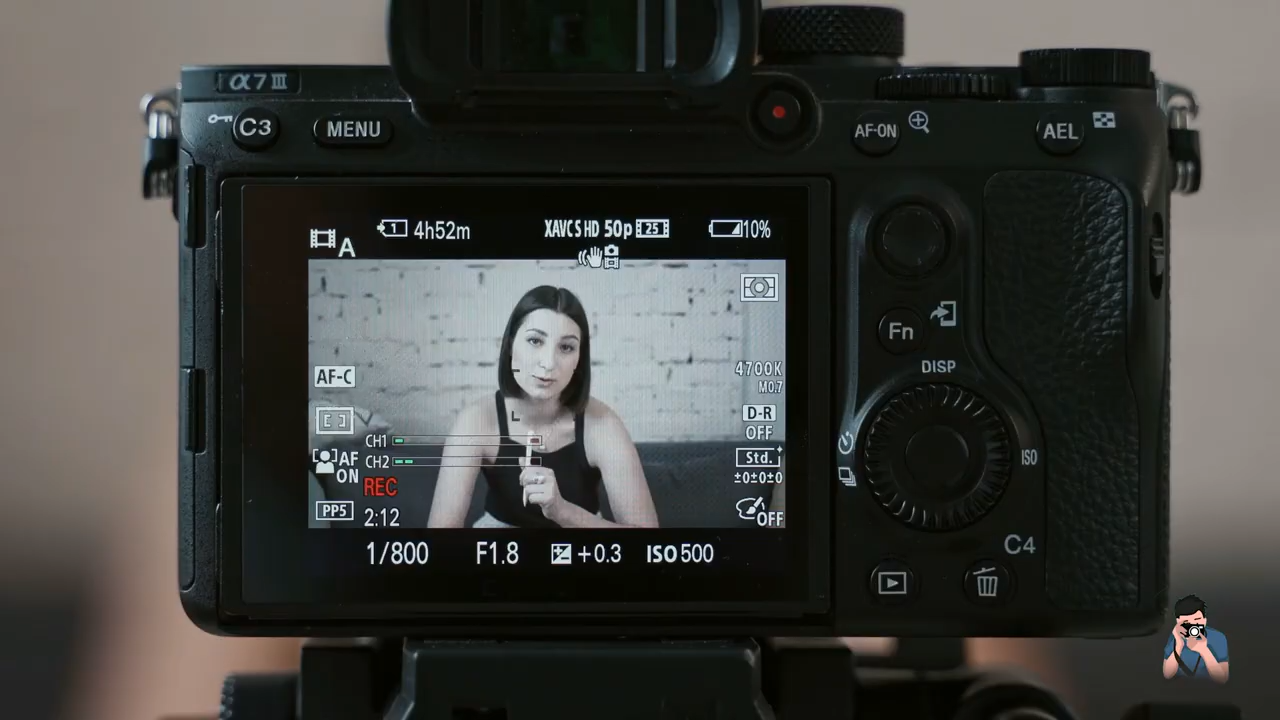 α7III
C3 MENU AF-ON AEL
A 1 4h52m XAVC S HD 50p 25 10%
4700K
M0.7
AF-C
D-R
OFF
CH1
AF CH2 Std.
ON ±0±0±0
REC
PP5 2:12 OFF
1/800 F1.8 +0.3 ISO 500
Fn
DISP
ISO
C4